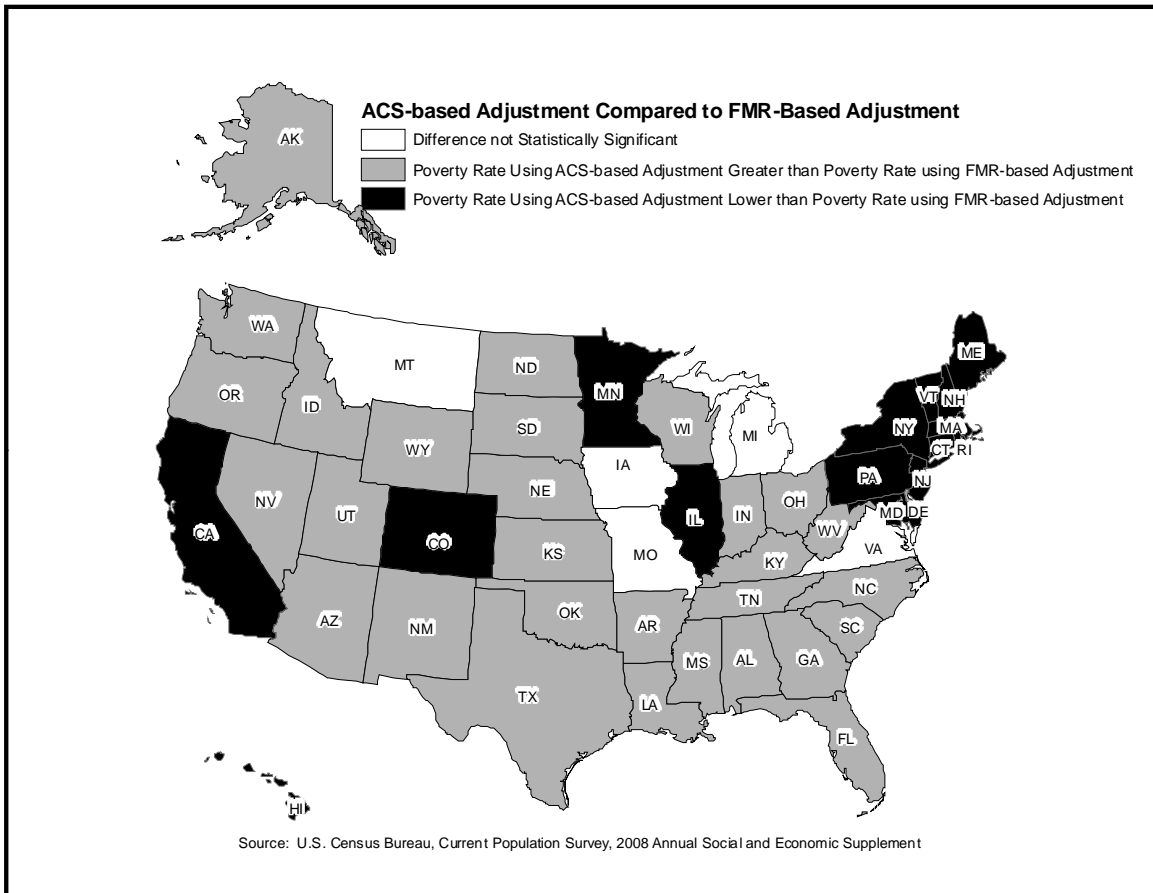 ACS-based Adjustment Compared to FMR-Based Adjustment
Difference not Statistically Significant
Poverty Rate Using ACS-based Adjustment Greater than Poverty Rate using FMR-based Adjustment
Poverty Rate Using ACS-based Adjustment Lower than Poverty Rate using FMR-based Adjustment
AK
WA
MT
ND
MN
ME
OR
ID
SD
WI
MI
VT
NH
NY
MA
CT
RI
WY
IA
NE
PA
NJ
NV
UT
CO
IL
IN
OH
MD
DE
WV
CA
KS
MO
KY
VA
AZ
NM
OK
AR
TN
NC
SC
MS
AL
GA
TX
LA
FL
HI
Source: U.S. Census Bureau, Current Population Survey, 2008 Annual Social and Economic Supplement